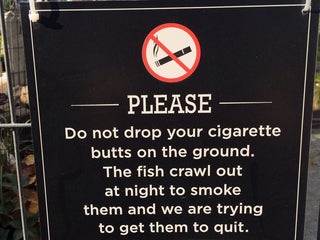 PLEASE
Do not drop your cigarette
butts on the ground.
The fish crawl out
at night to smoke
them and we are trying
to get them to quit.